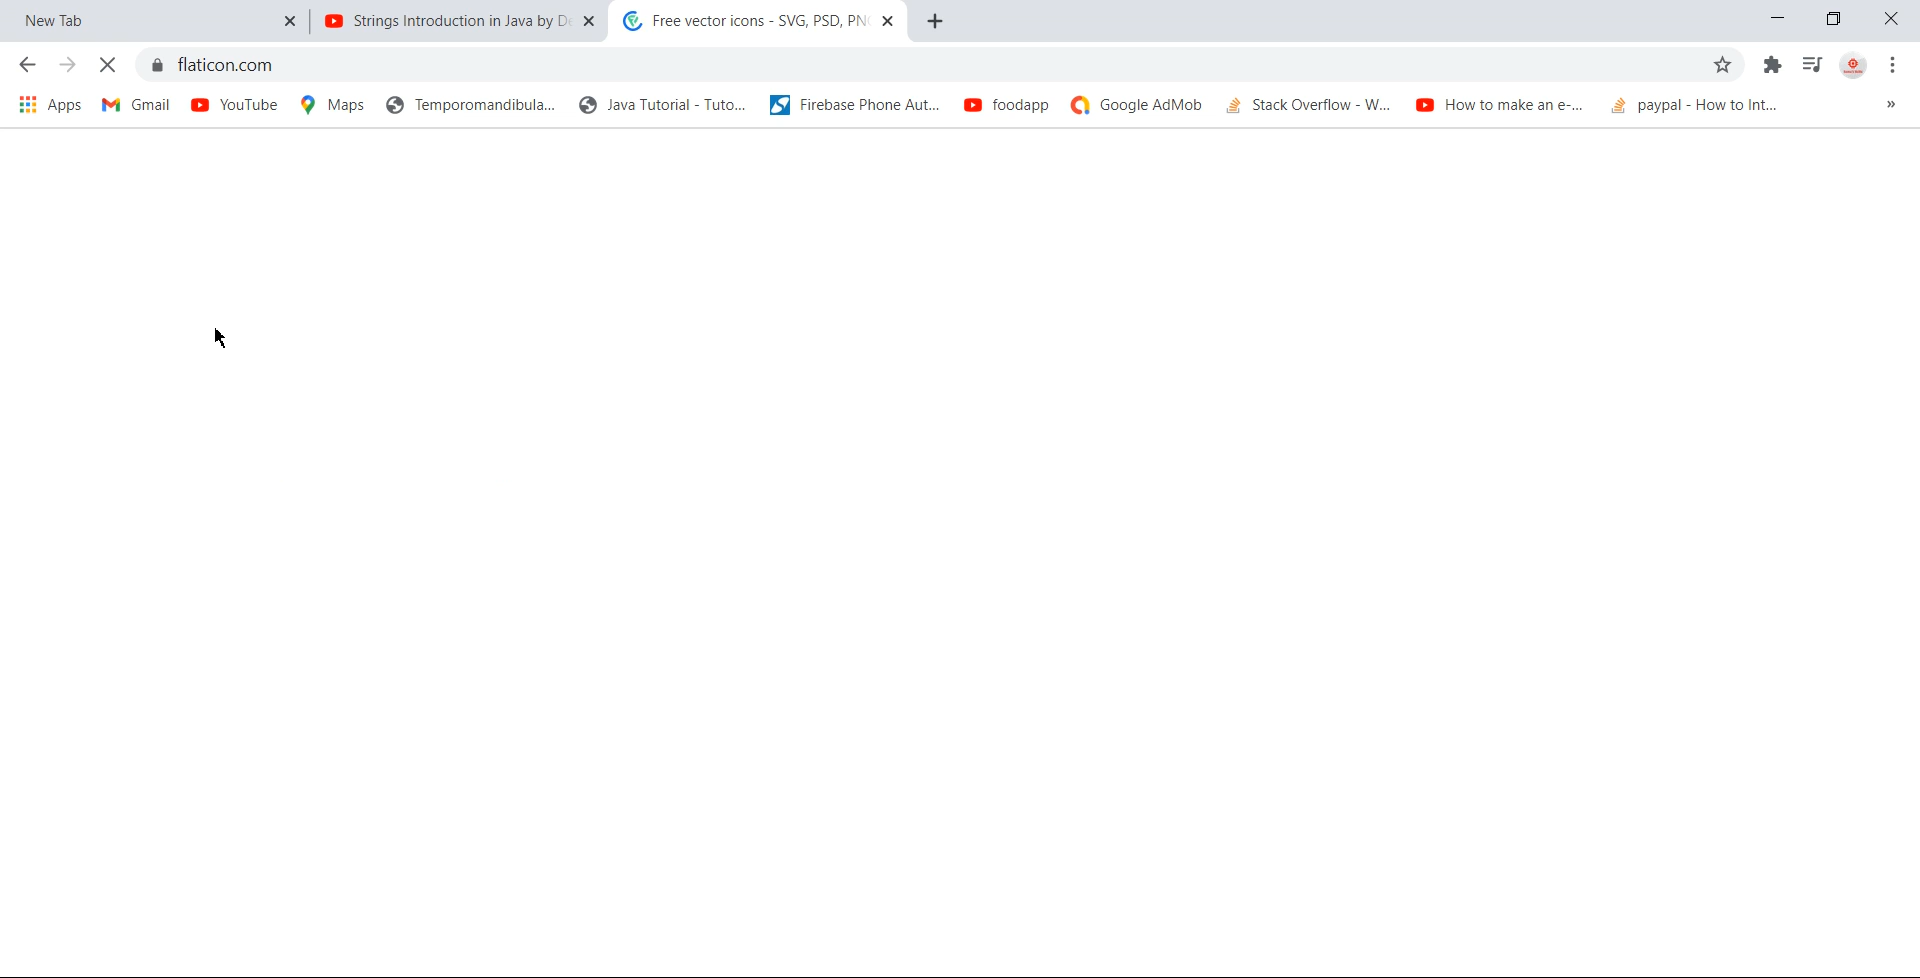 New Tab
Strings Introduction in Java by De
Free vector icons - SVG, PSD, PNG
flaticon.com
Apps Gmail YouTube Maps Temporomandibula... Java Tutorial - Tuto... Firebase Phone Aut... foodapp Google AdMob Stack Overflow - W... How to make an e-... paypal - How to Int... »